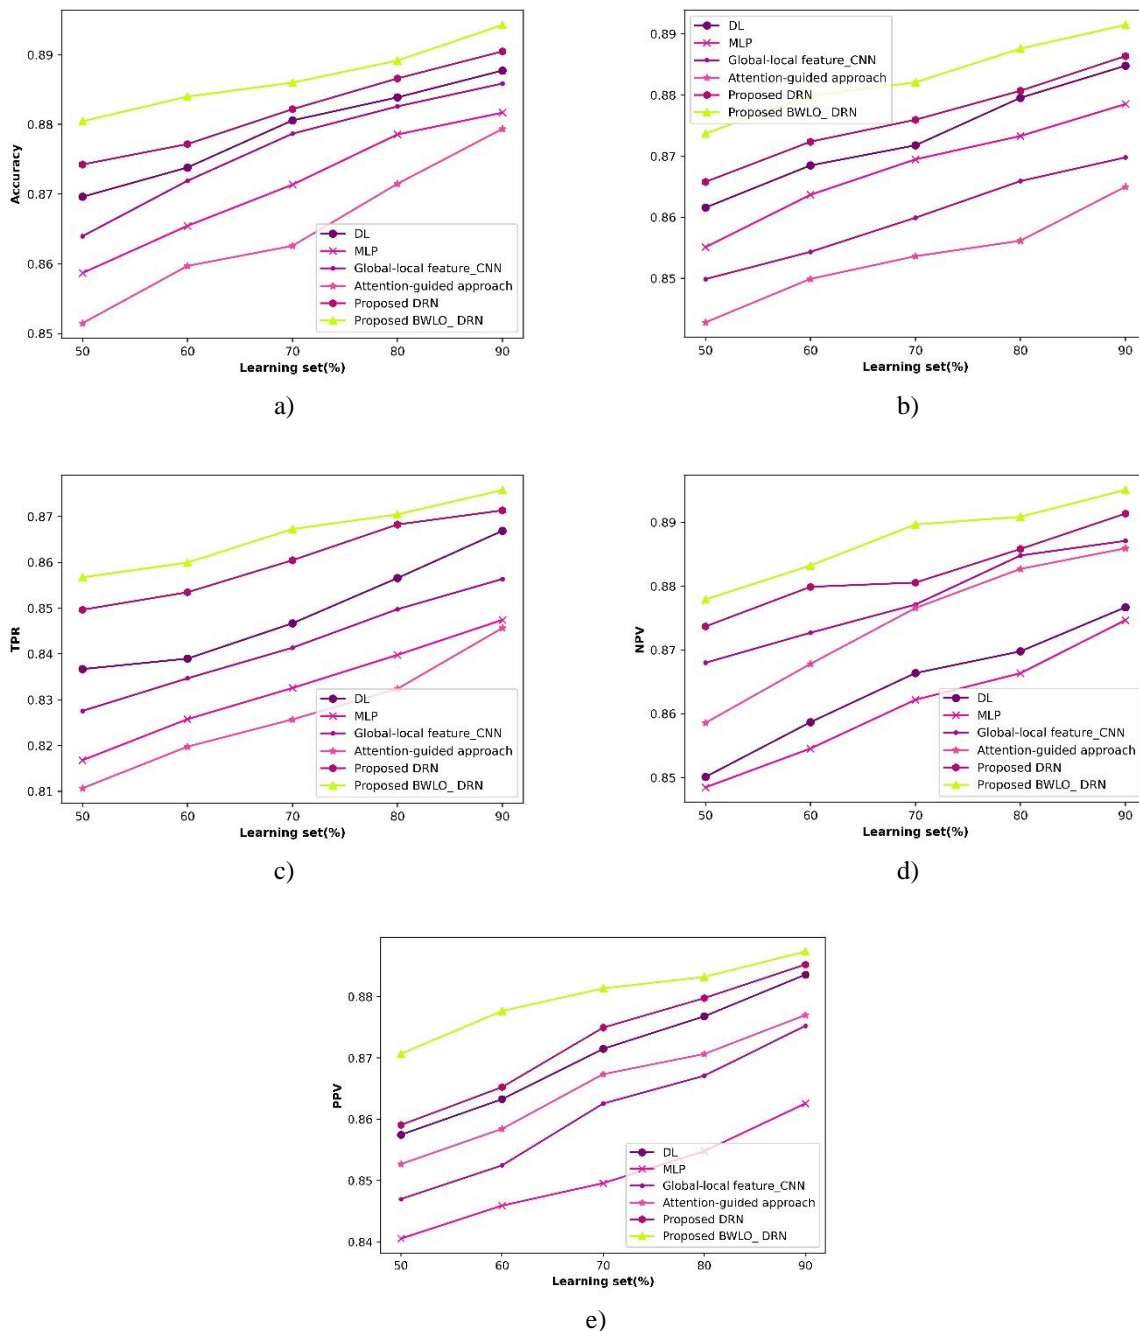 0.89
0.88
0.87
0.86
0.85
Accuracy
DL
MLP
Global-local feature_CNN
Attention-guided approach
Proposed DRN
Proposed BWLO_ DRN
50 60 70 80 90
Learning set(%)
a)
0.89
0.88
0.87
0.86
0.85
DL
MLP
Global-local feature_CNN
Attention-guided approach
Proposed DRN
Proposed BWLO_ DRN
50 60 70 80 90
Learning set(%)
b)
0.87
0.86
0.85
0.84
0.83
0.82
0.81
TPR
DL
MLP
Global-local feature_CNN
Attention-guided approach
Proposed DRN
Proposed BWLO_ DRN
50 60 70 80 90
Learning set(%)
c)
0.89
0.88
0.87
0.86
0.85
NPV
DL
MLP
Global-local feature_CNN
Attention-guided approach
Proposed DRN
Proposed BWLO_ DRN
50 60 70 80 90
Learning set(%)
d)
0.88
0.87
0.86
0.85
0.84
PPV
DL
MLP
Global-local feature_CNN
Attention-guided approach
Proposed DRN
Proposed BWLO_ DRN
50 60 70 80 90
Learning set(%)
e)